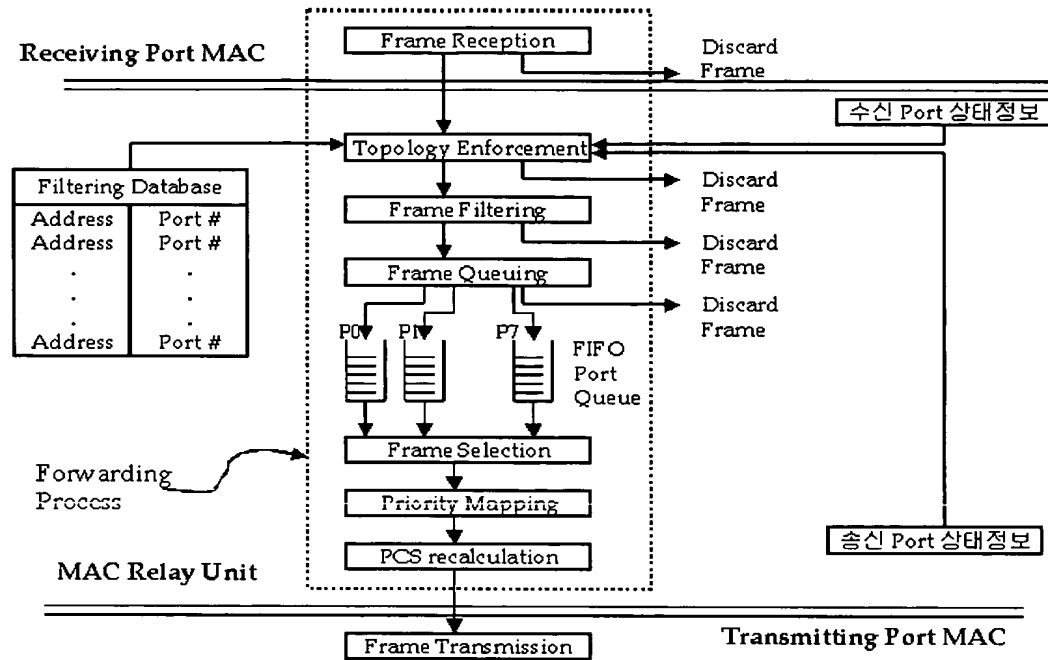 Frame Reception
Receiving Port MAC
Discard
Frame
수신 Port 상태정보
Topology Enforcement
Filtering Database
Address Port #
Address Port #
. .
. .
. .
Address Port #
Discard
Frame
Frame Filtering
Discard
Frame
Frame Queuing
Discard
Frame
P0 P1 P7
FIFO
Port
Queue
Frame Selection
Forwarding
Process
Priority Mapping
PCS recalculation
송신 Port 상태정보
MAC Relay Unit
Transmitting Port MAC
Frame Transmission